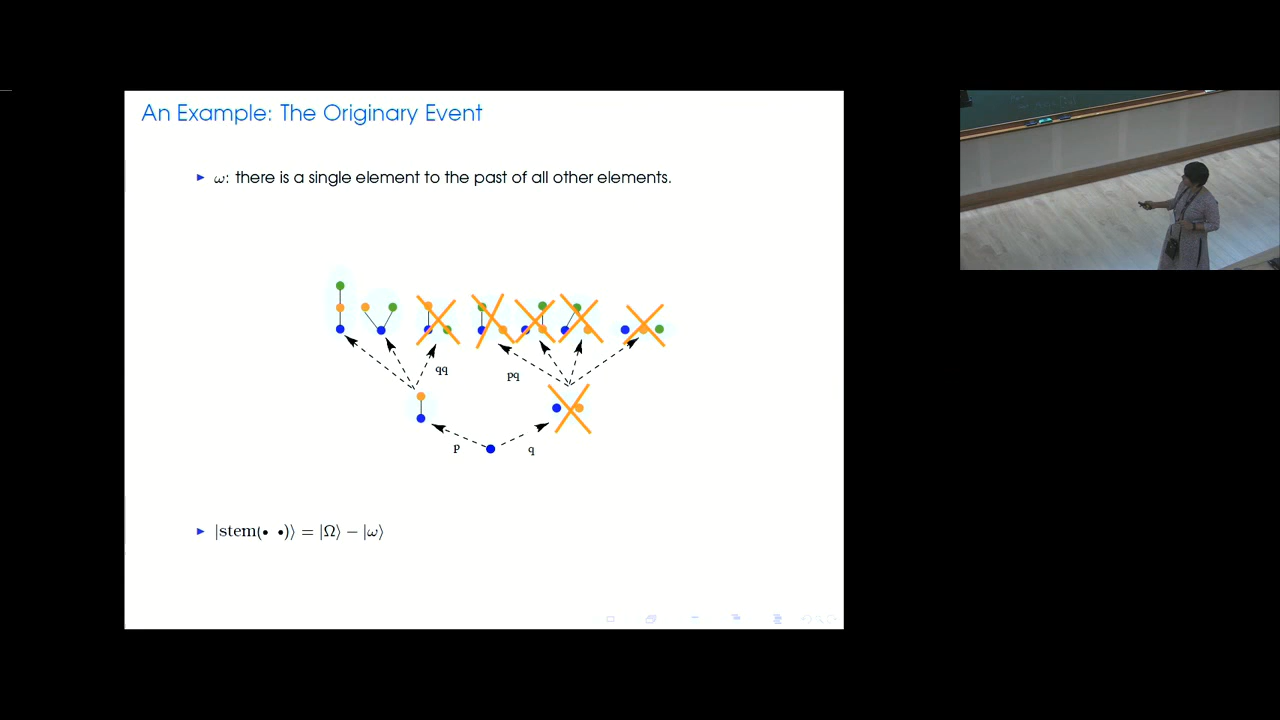 An Example: The Originary Event
▶ ω: there is a single element to the past of all other elements.
qq
pq
p
q
▶ |stem(• •)⟩ = |Ω⟩ − |ω⟩